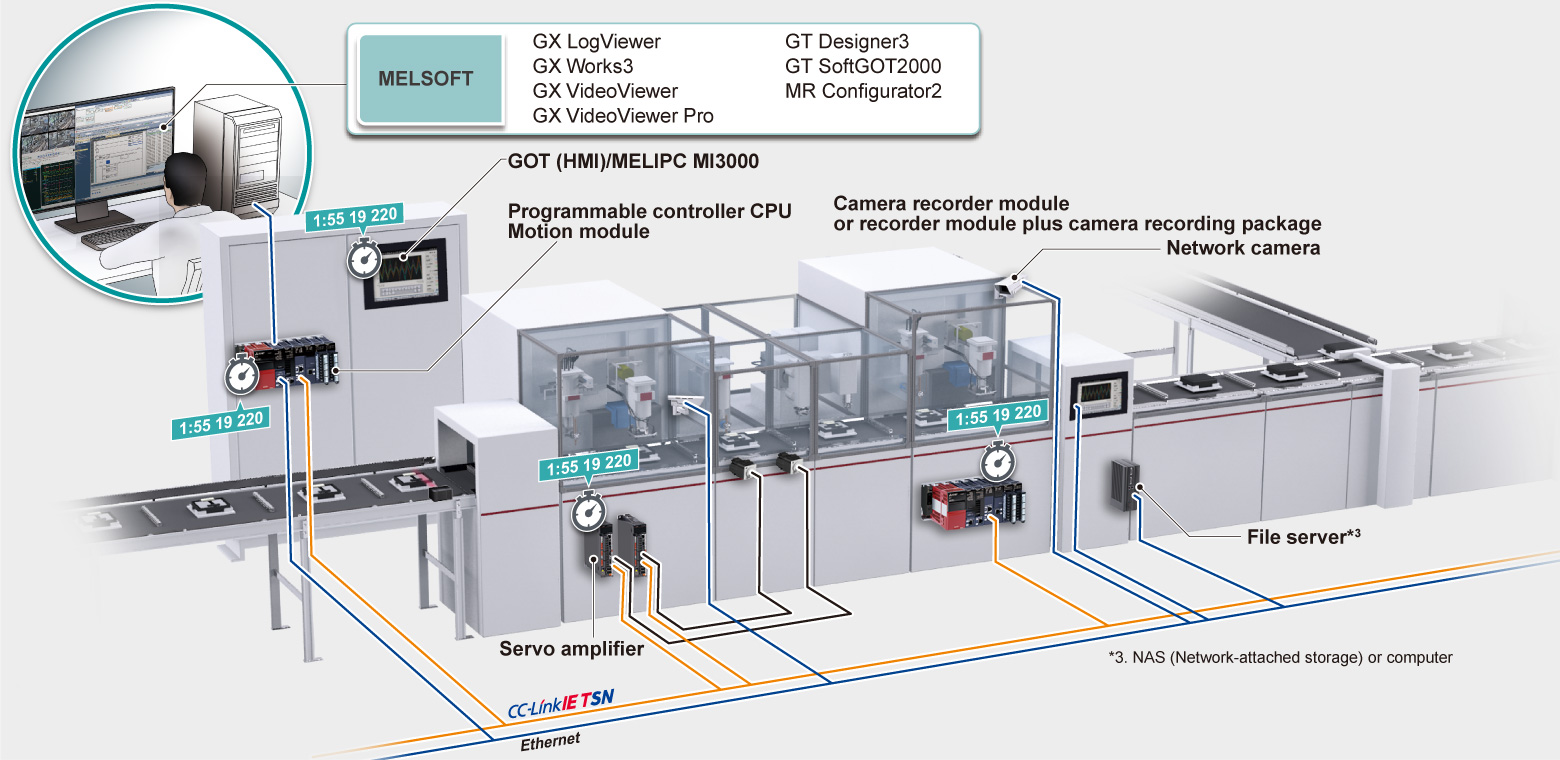 MELSOFT
GX LogViewer
GX Works3
GX VideoViewer
GX VideoViewer Pro
GT Designer3
GT SoftGOT2000
MR Configurator2
GOT (HMI)/MELIPC MI3000
1:55 19 220
Programmable controller CPU
Motion module
Camera recorder module
or recorder module plus camera recording package
Network camera
1:55 19 220
1:55 19 220
1:55 19 220
File server*3
Servo amplifier
*3. NAS (Network-attached storage) or computer
CC-Link IE TSN
Ethernet